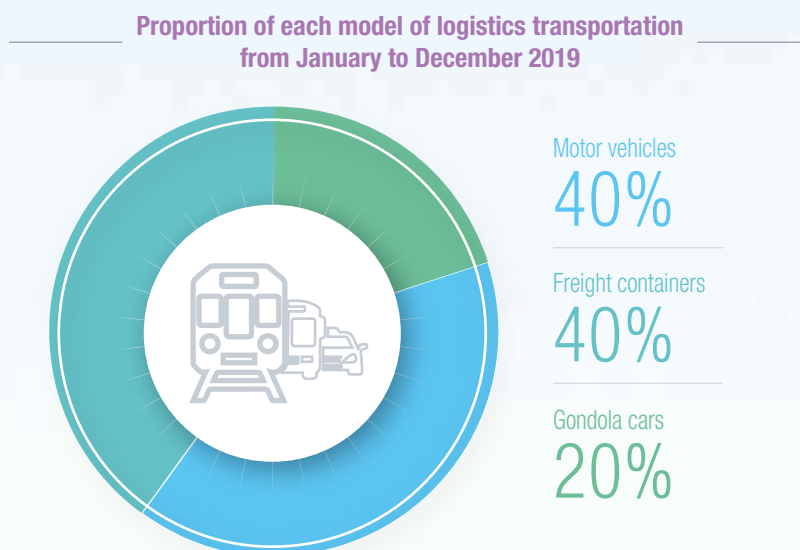 Proportion of each model of logistics transportation
from January to December 2019
Motor vehicles
40%
Freight containers
40%
Gondola cars
20%